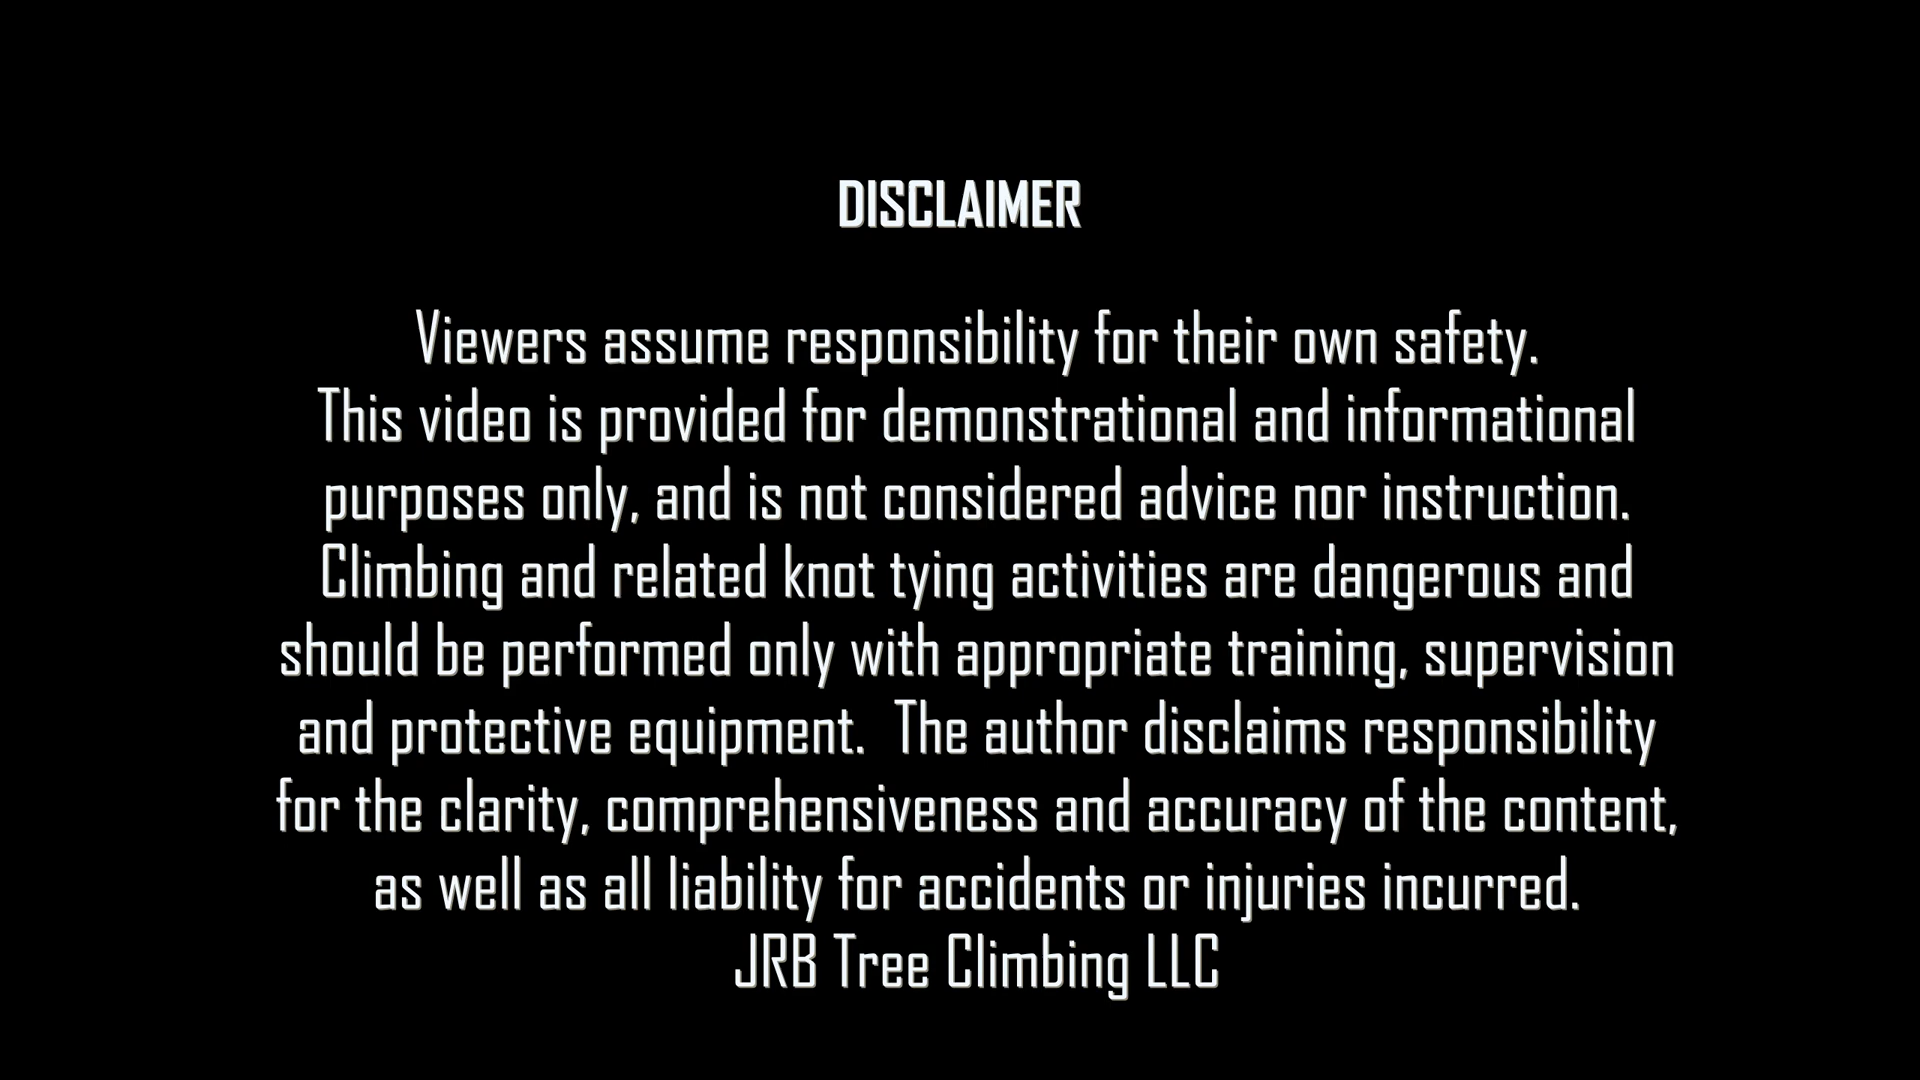 DISCLAIMER
Viewers assume responsibility for their own safety.
This video is provided for demonstrational and informational
purposes only, and is not considered advice nor instruction.
Climbing and related knot tying activities are dangerous and
should be performed only with appropriate training, supervision
and protective equipment.  The author disclaims responsibility
for the clarity, comprehensiveness and accuracy of the content,
as well as all liability for accidents or injuries incurred.
JRB Tree Climbing LLC